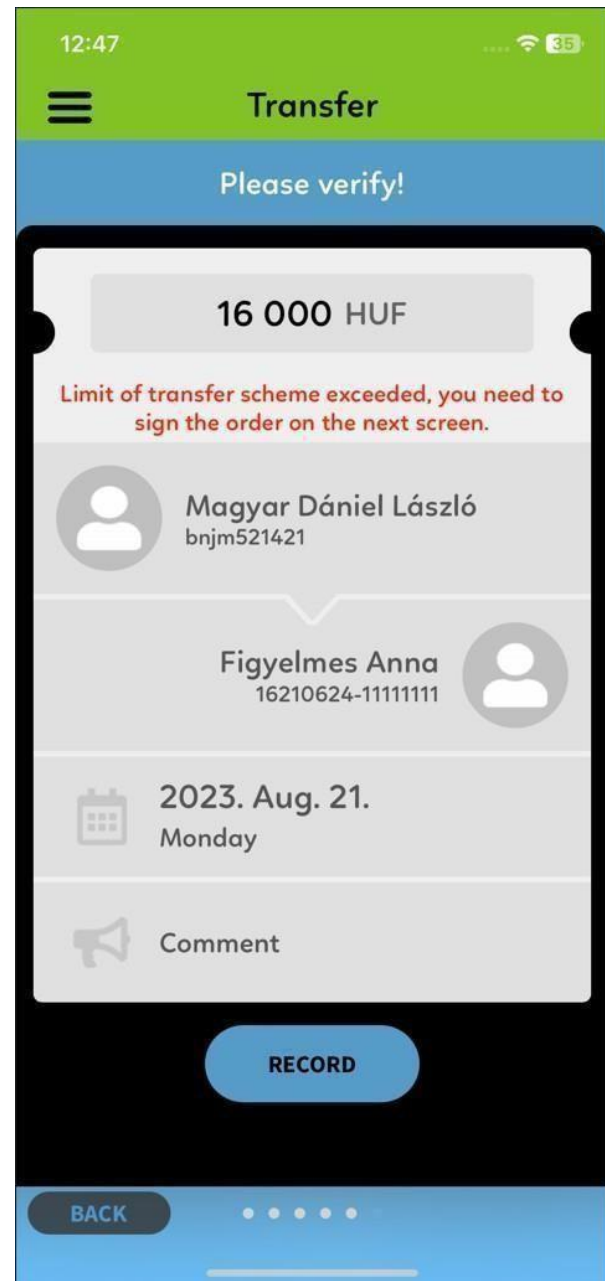 12:47
35
Transfer
Please verify!
16 000 HUF
Limit of transfer scheme exceeded, you need to
sign the order on the next screen.
Magyar Dániel László
bnjm521421
Figyelmes Anna
16210624-11111111
2023. Aug. 21.
Monday
Comment
RECORD
BACK